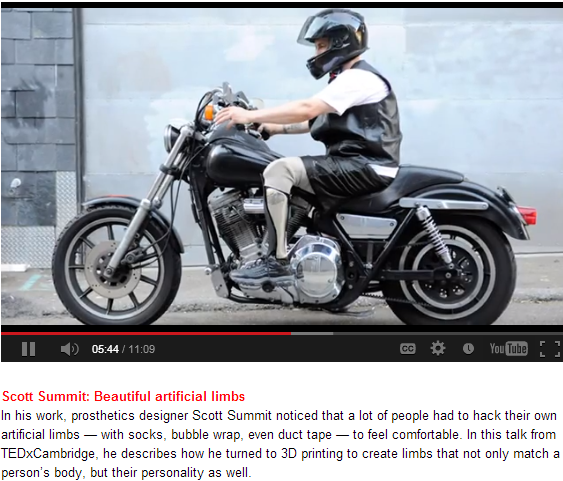 05:44 / 11:09 CC YouTube
Scott Summit: Beautiful artificial limbs
In his work, prosthetics designer Scott Summit noticed that a lot of people had to hack their own
artificial limbs — with socks, bubble wrap, even duct tape — to feel comfortable. In this talk from
TEDxCambridge, he describes how he turned to 3D printing to create limbs that not only match a
person's body, but their personality as well.